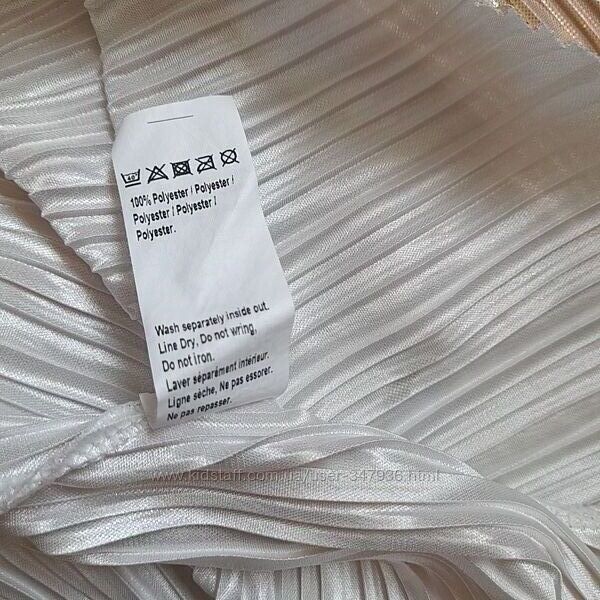 40
100% Polyester / Polyester /
Polyester / Polyester /
Polyester.
Wash separately inside out.
Line Dry, Do not wring,
Do not iron.
Laver séparément intérieur.
Ligne sèche, Ne pas essorer.
Ne pas repasser.
www.kidstaff.com.ua/user-347936.html